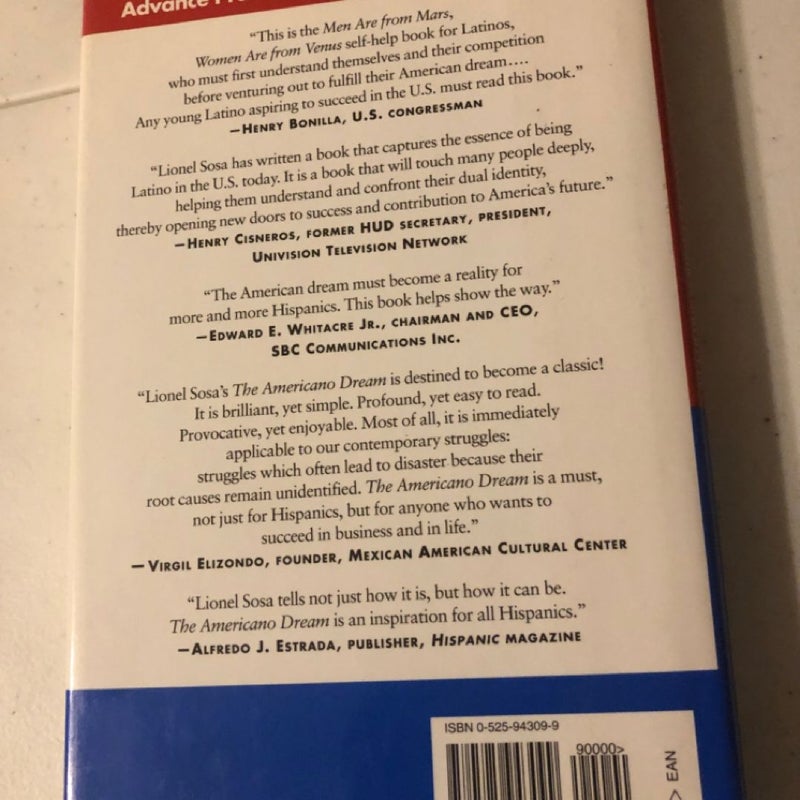 Advance
"This is the Men Are from Mars,
Women Are from Venus self-help book for Latinos,
who must first understand themselves and their competition
before venturing out to fulfill their American dream....
Any young Latino aspiring to succeed in the U.S. must read this book."
—Henry Bonilla, U.S. congressman
"Lionel Sosa has written a book that captures the essence of being
Latino in the U.S. today. It is a book that will touch many people deeply,
helping them understand and confront their dual identity,
thereby opening new doors to success and contribution to America's future."
—Henry Cisneros, former HUD secretary, president,
Univision Television Network
"The American dream must become a reality for
more and more Hispanics. This book helps show the way."
—Edward E. Whitacre Jr., chairman and CEO,
SBC Communications Inc.
"Lionel Sosa's The Americano Dream is destined to become a classic!
It is brilliant, yet simple. Profound, yet easy to read.
Provocative, yet enjoyable. Most of all, it is immediately
applicable to our contemporary struggles:
struggles which often lead to disaster because their
root causes remain unidentified. The Americano Dream is a must,
not just for Hispanics, but for anyone who wants to
succeed in business and in life."
—Virgil Elizondo, founder, Mexican American Cultural Center
"Lionel Sosa tells not just how it is, but how it can be.
The Americano Dream is an inspiration for all Hispanics."
—Alfredo J. Estrada, publisher, Hispanic magazine
ISBN 0-525-94309-9
90000>
> EAN